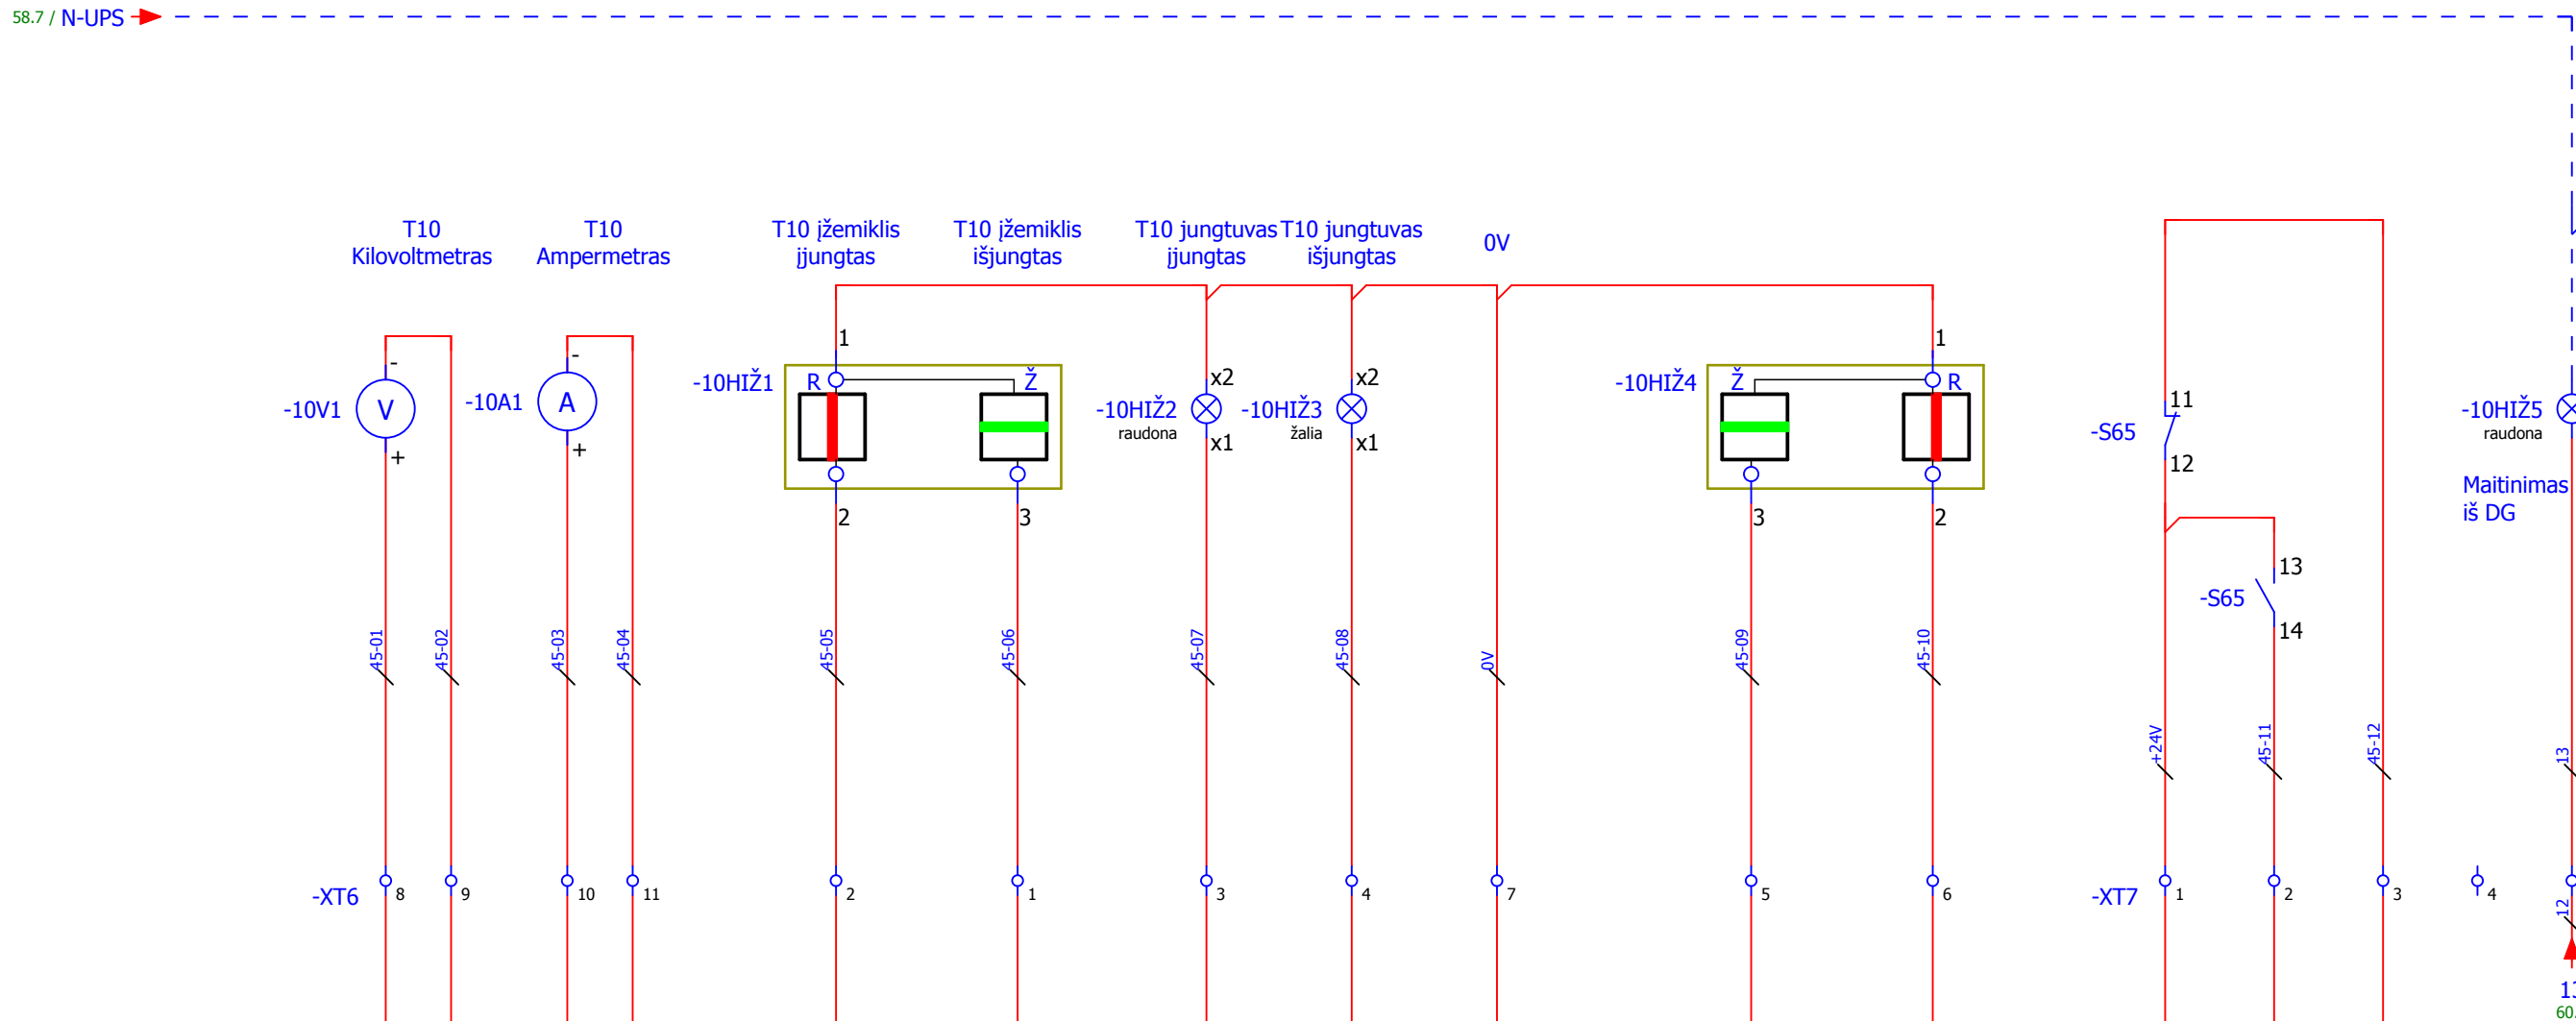 58.7 / N-UPS
T10
Kilovoltmetras
T10
Ampermetras
T10 įžemiklis
įjungtas
T10 įžemiklis
išjungtas
T10 jungtuvas
įjungtas
T10 jungtuvas
išjungtas
0V
-10V1
V
-
+
-10A1
A
-
+
-10HIŽ1
1
R
Ž
2
3
-10HIŽ2
raudona
x2
x1
-10HIŽ3
žalia
x2
x1
-10HIŽ4
1
Ž
R
3
2
-S65
11
12
-S65
13
14
-10HIŽ5
raudona
Maitinimas
iš DG
45-01
45-02
45-03
45-04
45-05
45-06
45-07
45-08
0V
45-09
45-10
+24V
45-11
45-12
13
-XT6
8
9
10
11
2
1
3
4
7
5
6
-XT7
1
2
3
4
12